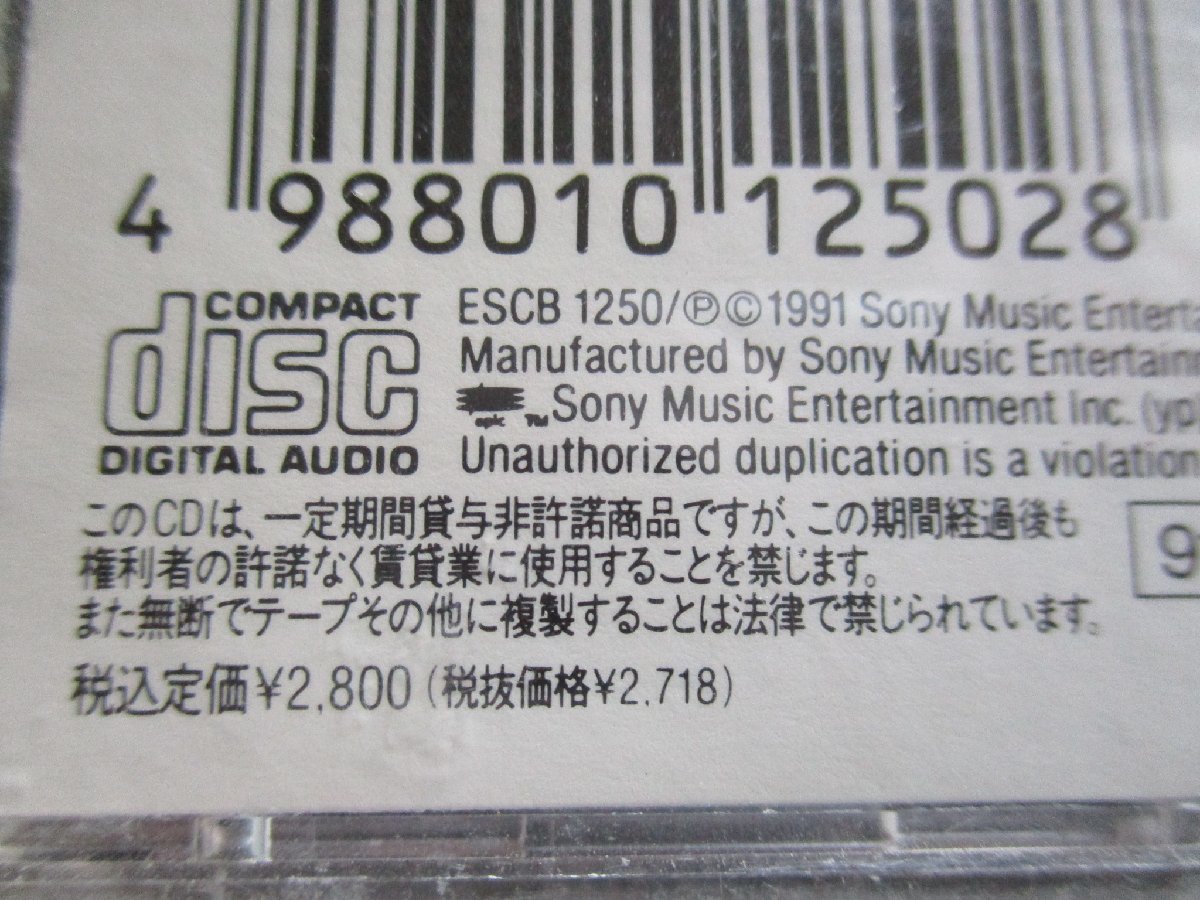 4 988010 125028
COMPACT
disc
DIGITAL AUDIO
ESCB 1250/Ⓟ©1991 Sony Music Enterta
Manufactured by Sony Music Entertain
epic ™Sony Music Entertainment Inc. (yp
Unauthorized duplication is a violation
このCDは、一定期間貸与非許諾商品ですが、この期間経過後も
権利者の許諾なく賃貸業に使用することを禁じます。
また無断でテープその他に複製することは法律で禁じられています。
9
税込定価¥2,800(税抜価格¥2,718)